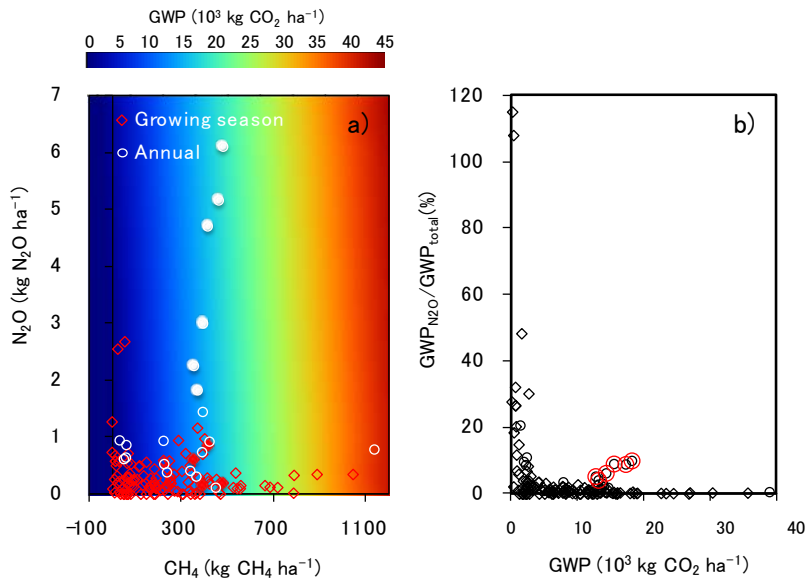 GWP (10³ kg CO₂ ha⁻¹)
0 5 10 15 20 25 30 35 40 45
a)
Growing season
Annual
7
6
5
4
3
2
1
0
N₂O (kg N₂O ha⁻¹)
−100 300 700 1100
CH₄ (kg CH₄ ha⁻¹)
b)
120
100
80
60
40
20
0
GWP_N2O/GWP_total(%)
0 10 20 30 40
GWP (10³ kg CO₂ ha⁻¹)